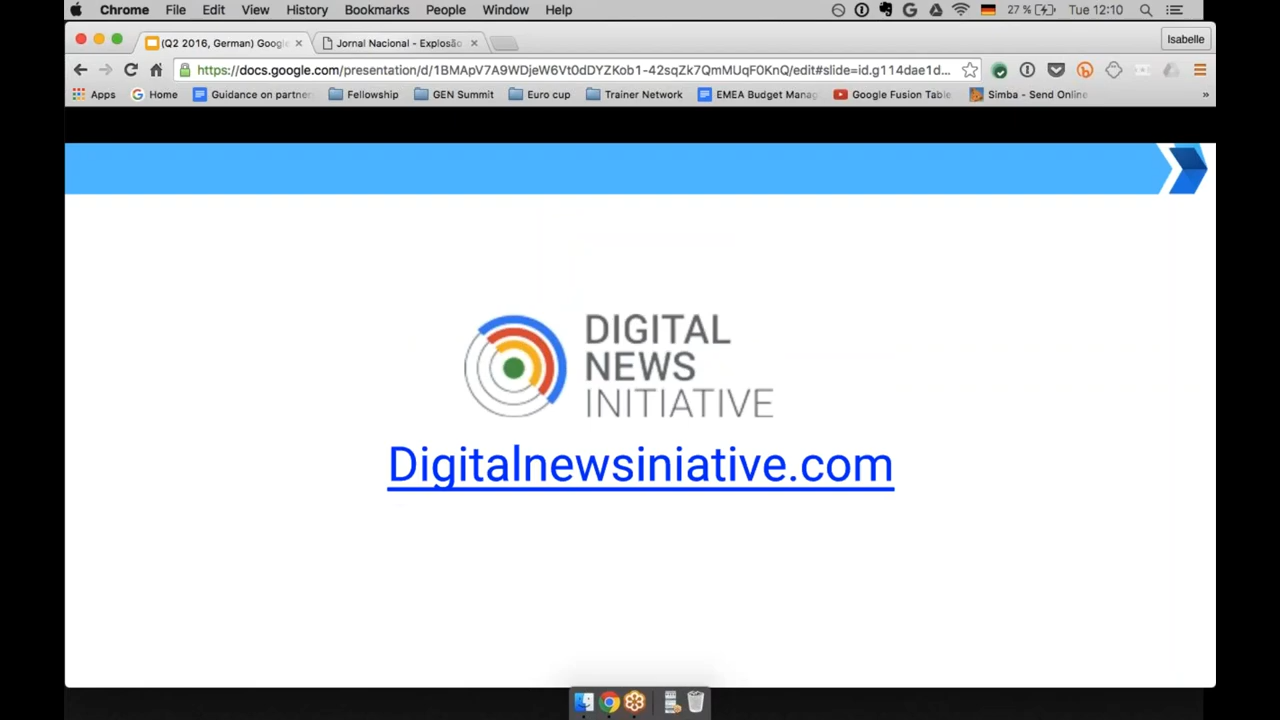 Chrome File Edit View History Bookmarks People Window Help 27 % Tue 12:10
(Q2 2016, German) Google Jornal Nacional - Explosão Isabelle
https://docs.google.com/presentation/d/1BMApV7A9WDjeW6Vt0dDYZKob1-42sqZk7QmMUqF0KnQ/edit#slide=id.g114dae1d...
Apps Home Guidance on partner Fellowship GEN Summit Euro cup Trainer Network EMEA Budget Manag Google Fusion Table Simba - Send Online »
DIGITAL
NEWS
INITIATIVE
Digitalnewsiniative.com